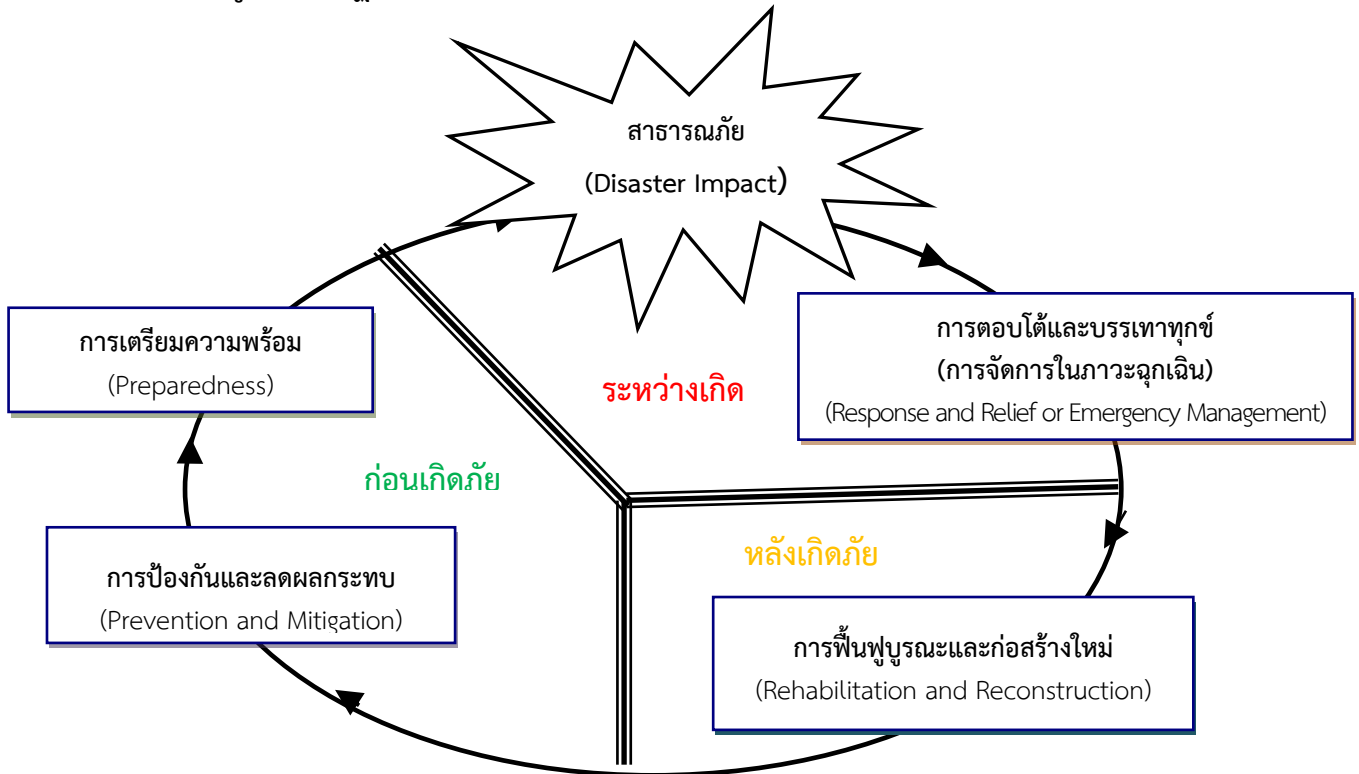 สาธารณภัย
(Disaster Impact)
การเตรียมความพร้อม
(Preparedness)
การตอบโต้และบรรเทาทุกข์
(การจัดการในภาวะฉุกเฉิน)
(Response and Relief or Emergency Management)
ระหว่างเกิด
ก่อนเกิดภัย
หลังเกิดภัย
การป้องกันและลดผลกระทบ
(Prevention and Mitigation)
การฟื้นฟูบูรณะและก่อสร้างใหม่
(Rehabilitation and Reconstruction)